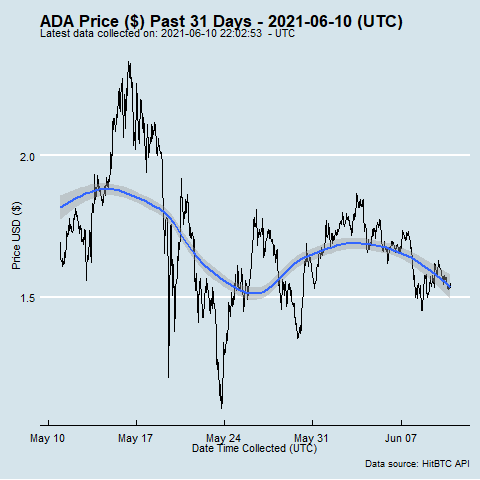 ADA Price ($) Past 31 Days - 2021-06-10 (UTC)
Latest data collected on: 2021-06-10 22:02:53 - UTC
2.0
1.5
Price USD ($)
May 10 May 17 May 24 May 31 Jun 07
Date Time Collected (UTC)
Data source: HitBTC API